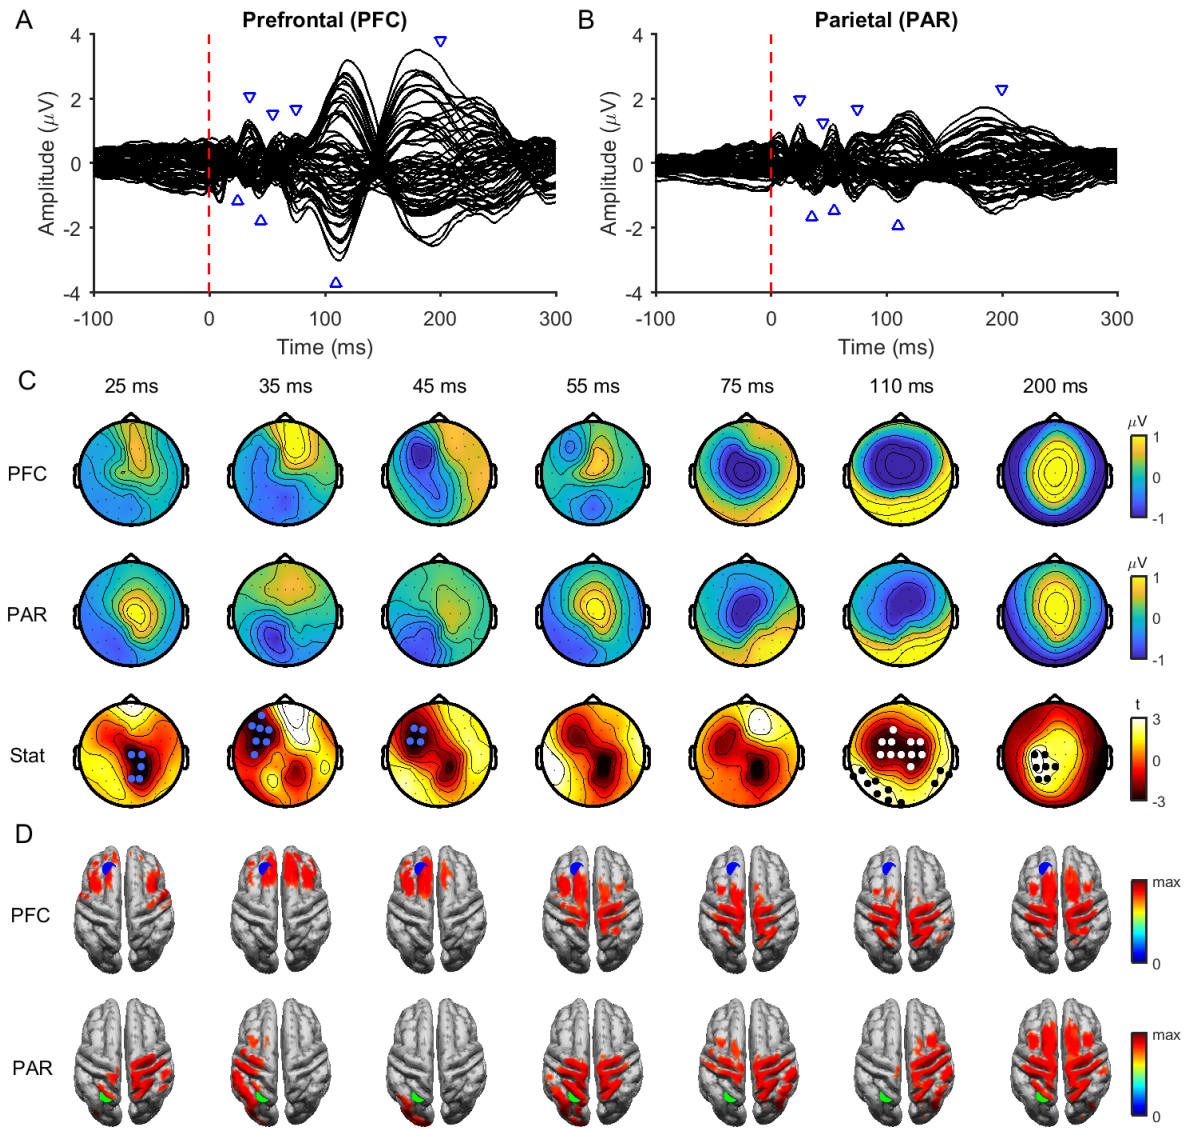 A
Prefrontal (PFC)
4
2
0
-2
-4
Amplitude (μV)
-100
0
100
200
300
Time (ms)
B
Parietal (PAR)
4
2
0
-2
-4
Amplitude (μV)
-100
0
100
200
300
Time (ms)
C
25 ms
35 ms
45 ms
55 ms
75 ms
110 ms
200 ms
PFC
μV
1
0
-1
PAR
μV
1
0
-1
Stat
t
3
0
-3
D
PFC
max
0
PAR
max
0